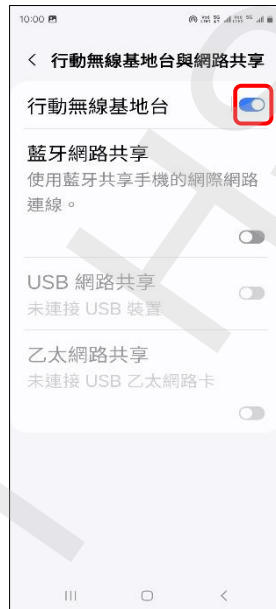 10:00
行動無線基地台與網路共享
行動無線基地台
藍牙網路共享
使用藍牙共享手機的網際網路
連線。
USB 網路共享
未連接 USB 裝置
乙太網路共享
未連接 USB 乙太網路卡